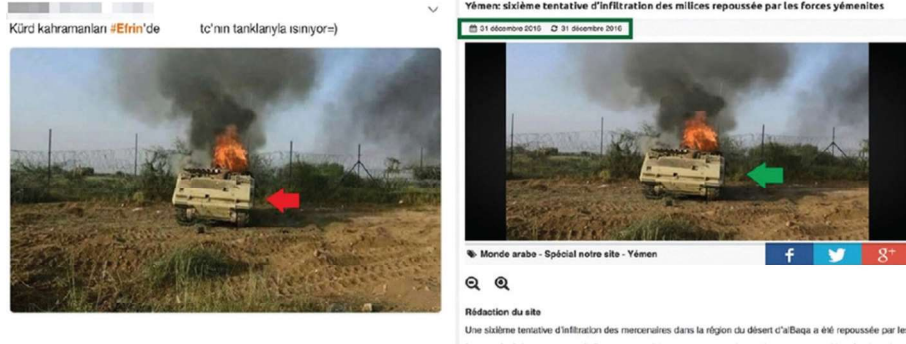 Kürd kahramanları #Efrin'de tc'nin tanklarıyla ısınıyor=)
Yémen: sixième tentative d'infiltration des milices repoussée par les forces yéménites
31 décembre 2016 31 décembre 2016
Monde arabe - Spécial notre site - Yémen
f
8+
Rédaction du site
Une sixième tentative d'infiltration des mercenaires dans la région du désert d'alBaqa a été repoussée par les